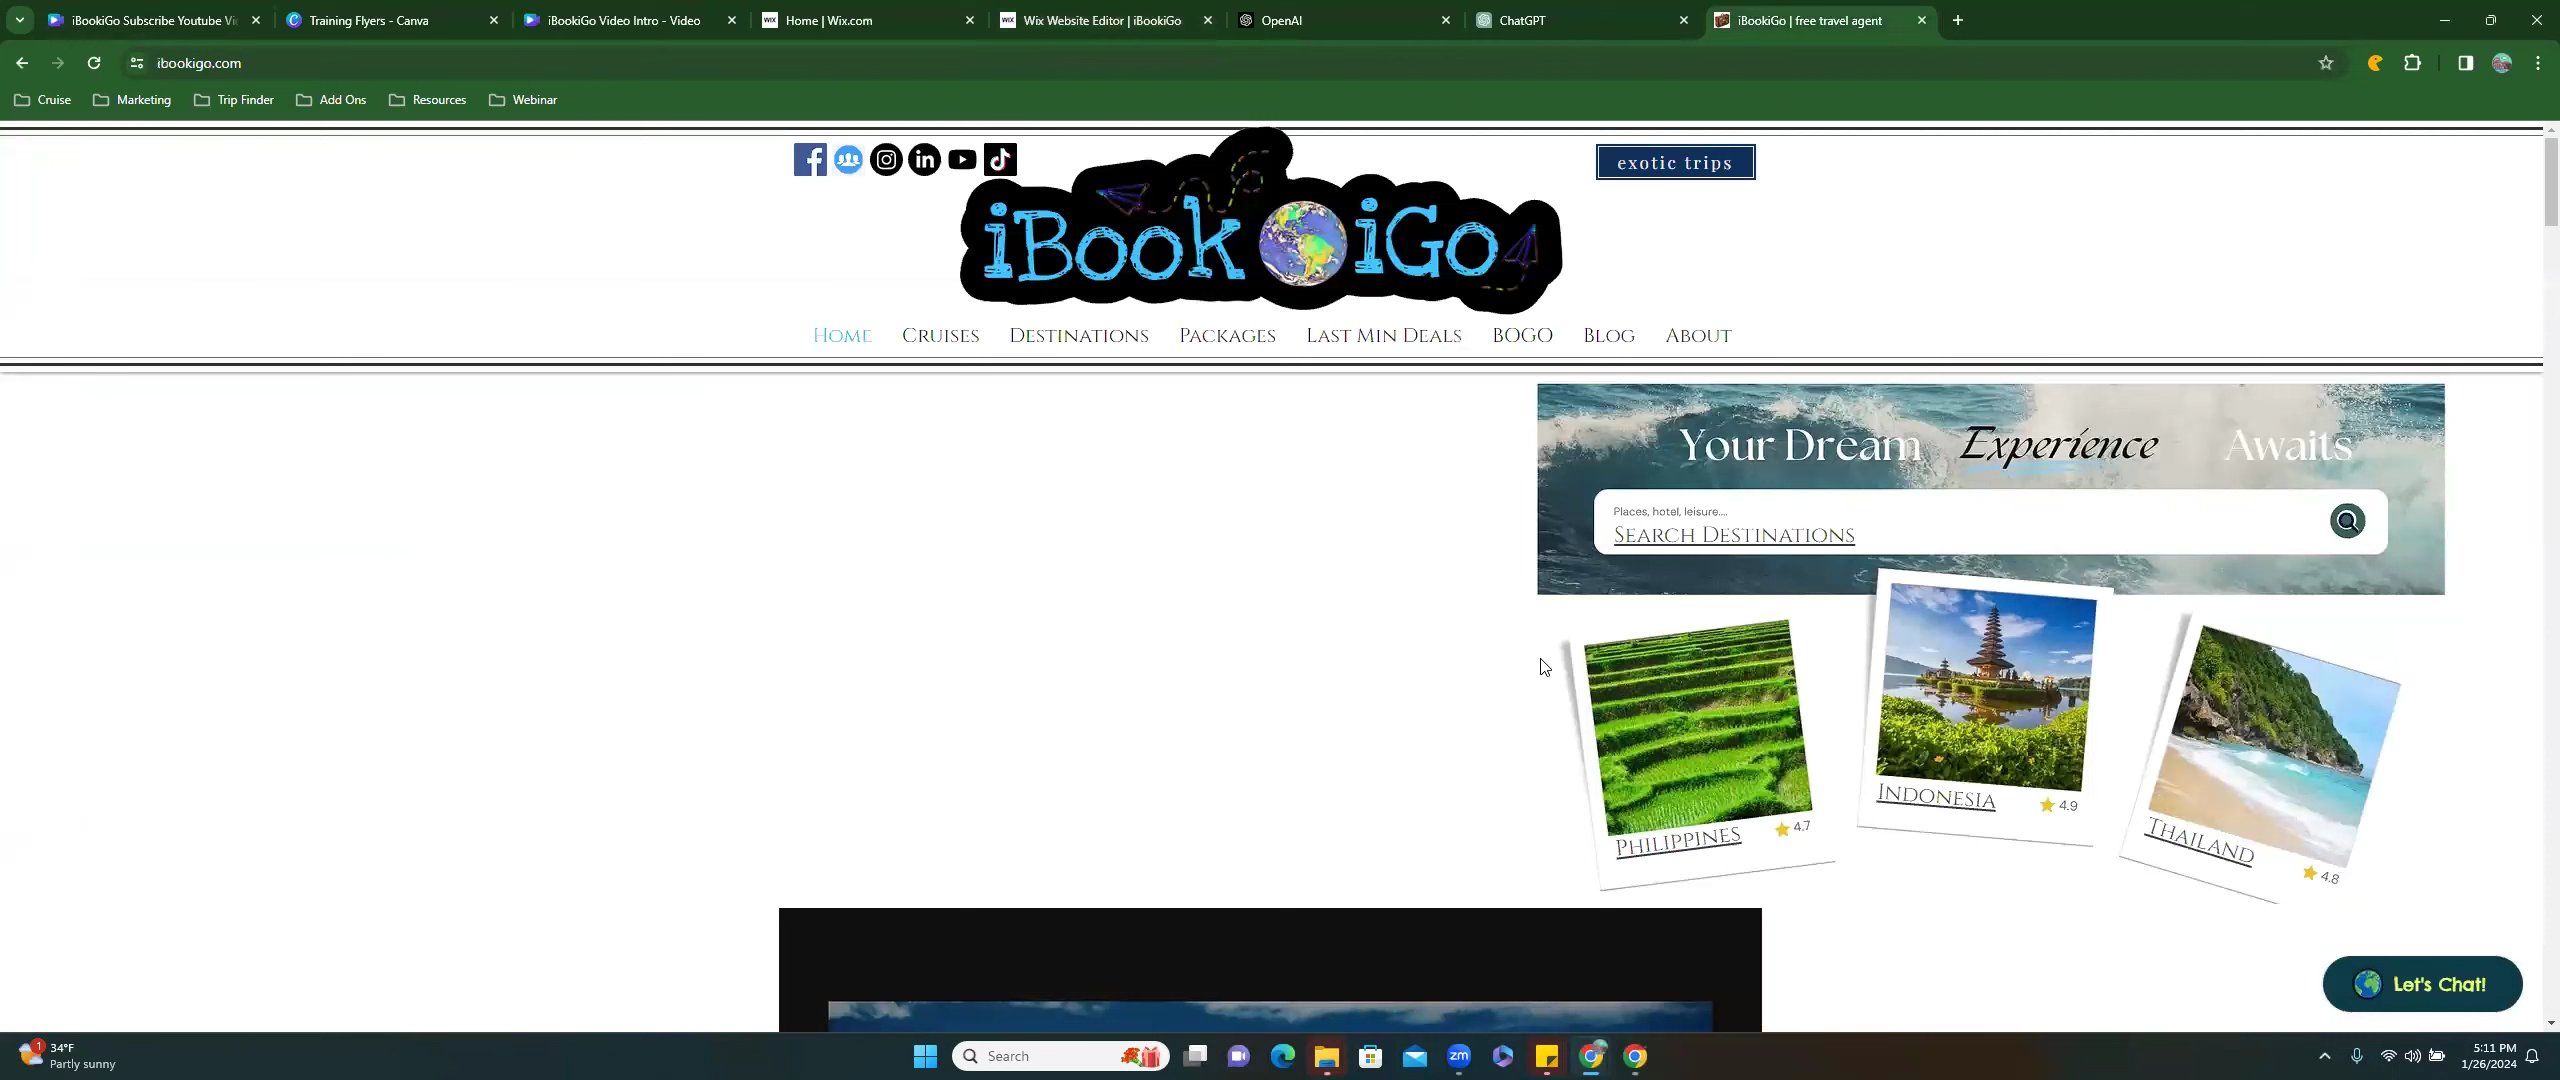 iBookiGo Subscribe Youtube Vi
Training Flyers - Canva
iBookiGo Video Intro - Video
WIX Home | Wix.com
WIX Wix Website Editor | iBookiGo
OpenAI
ChatGPT
iBookiGo | free travel agent
ibookigo.com
Cruise
Marketing
Trip Finder
Add Ons
Resources
Webinar
exotic trips
iBook iGo
Home Cruises Destinations Packages Last Min Deals BOGO Blog About
Your Dream Experience Awaits
Places, hotel, leisure....
Search Destinations
Philippines 4.7
Indonesia 4.9
Thailand 4.8
Let's Chat!
1
34°F
Partly sunny
Search
zm
5:11 PM
1/26/2024